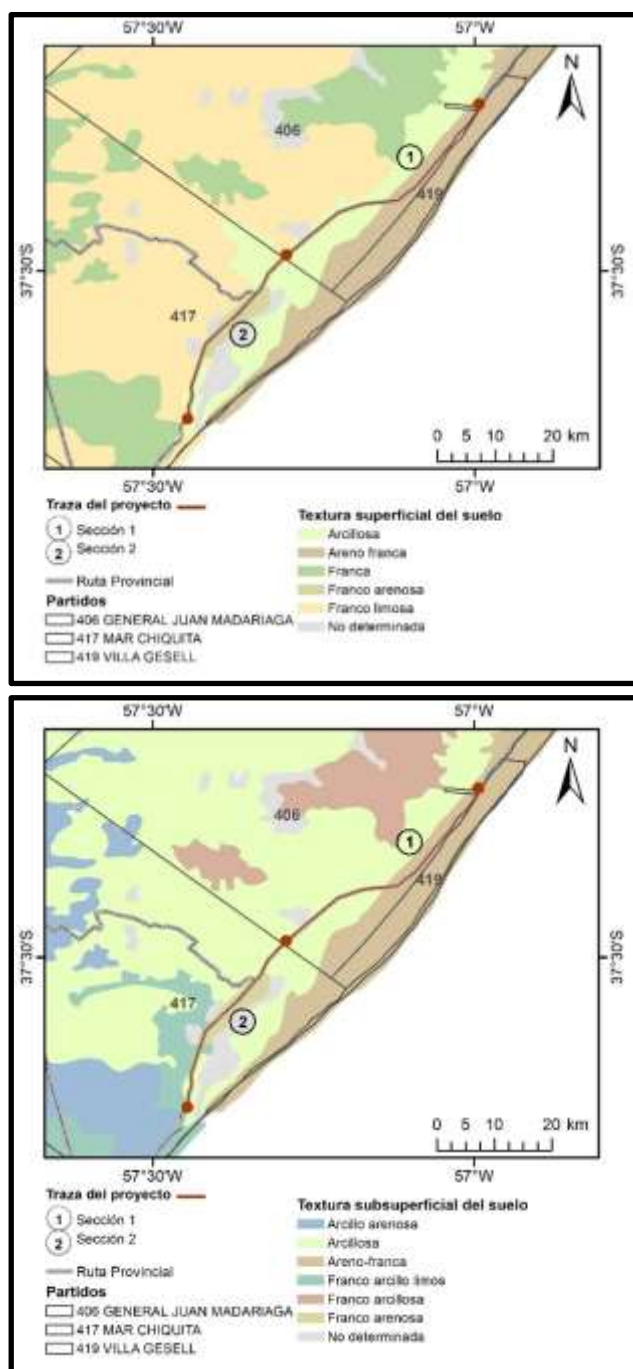 57°30'W 57°0'W
N
406
1
419
37°30'S 37°30'S
417
2
0 5 10 20 km
57°30'W 57°0'W
Traza del proyecto
1 Sección 1
2 Sección 2
Ruta Provincial
Partidos
406 GENERAL JUAN MADARIAGA
417 MAR CHIQUITA
419 VILLA GESELL
Textura superficial del suelo
Arcillosa
Areno franca
Franca
Franco arenosa
Franco limosa
No determinada
57°30'W 57°0'W
N
406
1
419
37°30'S 37°30'S
417
2
0 5 10 20 km
57°30'W 57°0'W
Traza del proyecto
1 Sección 1
2 Sección 2
Ruta Provincial
Partidos
406 GENERAL JUAN MADARIAGA
417 MAR CHIQUITA
419 VILLA GESELL
Textura subsuperficial del suelo
Arcillo arenosa
Arcillosa
Areno-franca
Franco arcillo limos
Franco arcillosa
Franco arenosa
No determinada